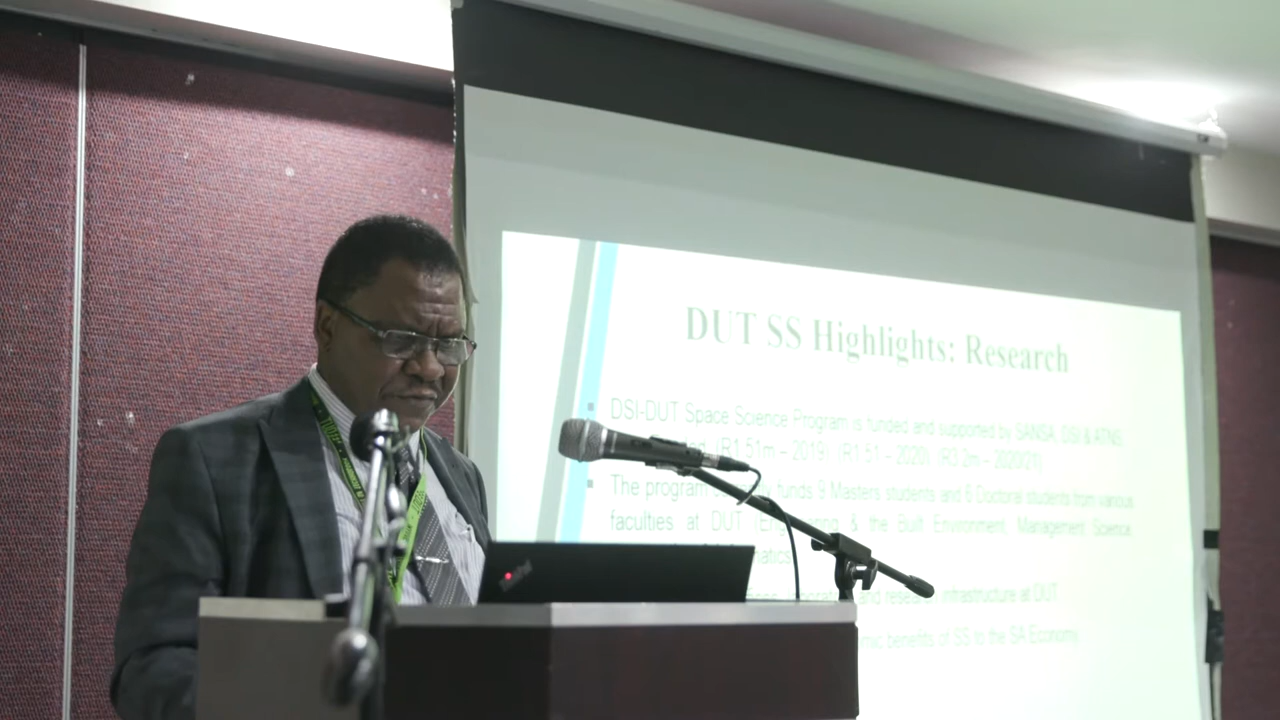 DUT SS Highlights: Research
DSI-DUT Space Science Program is funded and supported by SANSA, DSI & ATNS
(R1.51m – 2019) (R1.61 – 2020) (R3.2m – 2020/21)
The program funds 9 Masters students and 6 Doctoral students from various
faculties at DUT (Engineering & the Built Environment, Management Science,
and research infrastructure at DUT
benefits of SS to the SA Economy